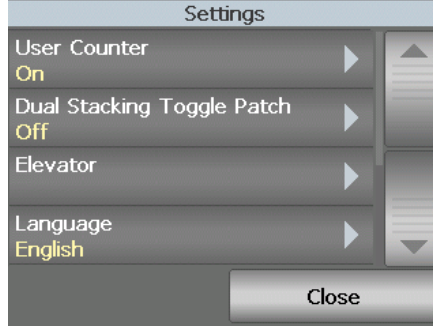 Settings
User Counter
On
Dual Stacking Toggle Patch
Off
Elevator
Language
English
Close